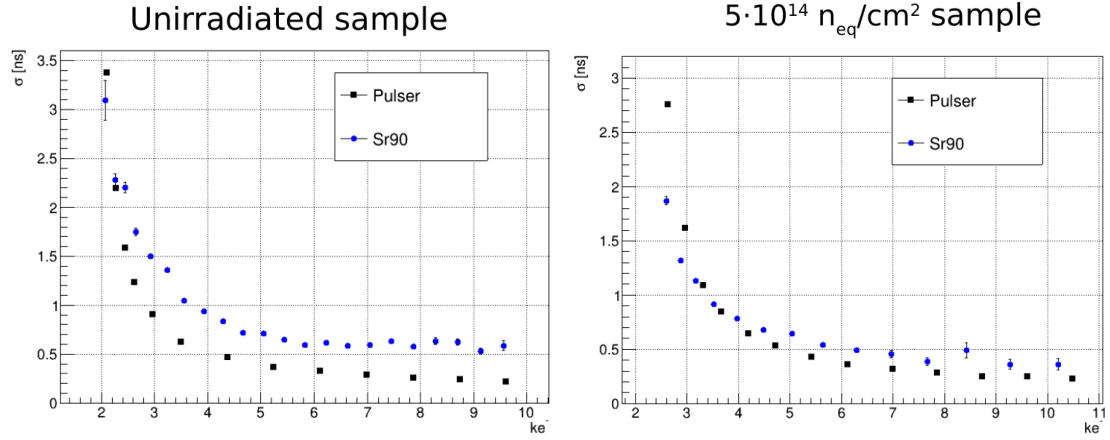 Unirradiated sample
σ [ns]
3.5
3
2.5
2
1.5
1
0.5
0
2 3 4 5 6 7 8 9 10
ke⁻
Pulser
Sr90
5·10¹⁴ n_eq/cm² sample
σ [ns]
3
2.5
2
1.5
1
0.5
0
2 3 4 5 6 7 8 9 10 11
ke⁻
Pulser
Sr90